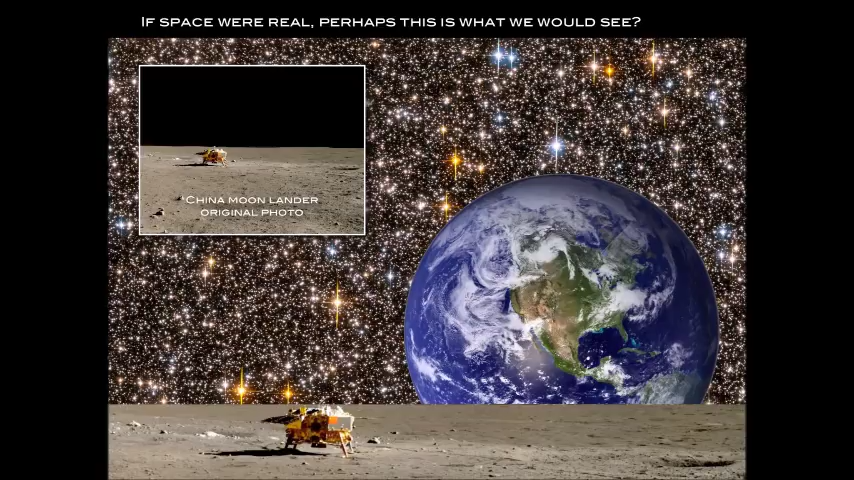 If space were real, perhaps this is what we would see?
*China moon lander
original photo